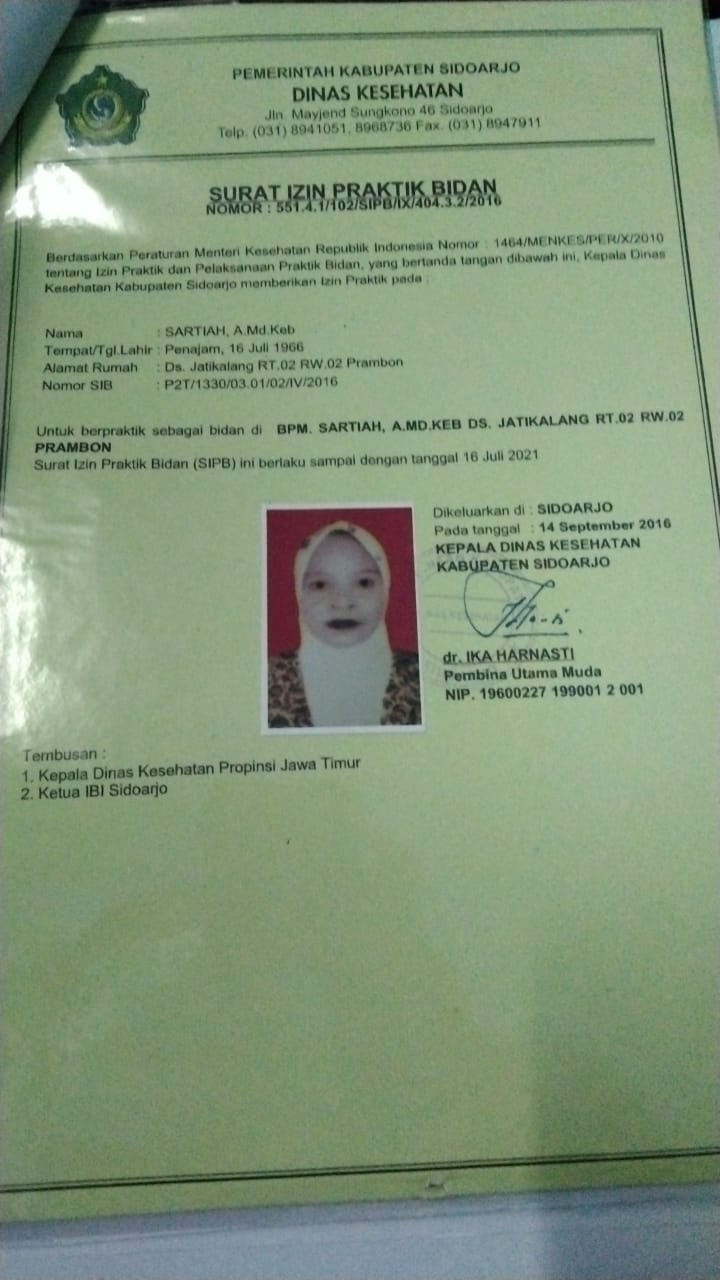 PEMERINTAH KABUPATEN SIDOARJO
DINAS KESEHATAN
Jln. Mayjend Sungkono 46 Sidoarjo
Telp. (031) 8941051, 8968736 Fax. (031) 8947911
SURAT IZIN PRAKTIK BIDAN
NOMOR : 551.4.1/102/SIPB/IX/404.3.2/2016
Berdasarkan Peraturan Menteri Kesehatan Republik Indonesia Nomor : 1464/MENKES/PER/X/2010
tentang Izin Praktik dan Pelaksanaan Praktik Bidan, yang bertanda tangan dibawah ini, Kepala Dinas
Kesehatan Kabupaten Sidoarjo memberikan Izin Praktik pada :
Nama : SARTIAH, A.Md.Keb
Tempat/Tgl.Lahir : Penajam, 16 Juli 1966
Alamat Rumah : Ds. Jatikalang RT.02 RW.02 Prambon
Nomor SIB : P2T/1330/03.01/02/IV/2016
Untuk berpraktik sebagai bidan di BPM. SARTIAH, A.MD.KEB DS. JATIKALANG RT.02 RW.02
PRAMBON
Surat Izin Praktik Bidan (SIPB) ini berlaku sampai dengan tanggal 16 Juli 2021
Dikeluarkan di : SIDOARJO
Pada tanggal : 14 September 2016
KEPALA DINAS KESEHATAN
KABUPATEN SIDOARJO
dr. IKA HARNASTI
Pembina Utama Muda
NIP. 19600227 199001 2 001
Tembusan :
1. Kepala Dinas Kesehatan Propinsi Jawa Timur
2. Ketua IBI Sidoarjo